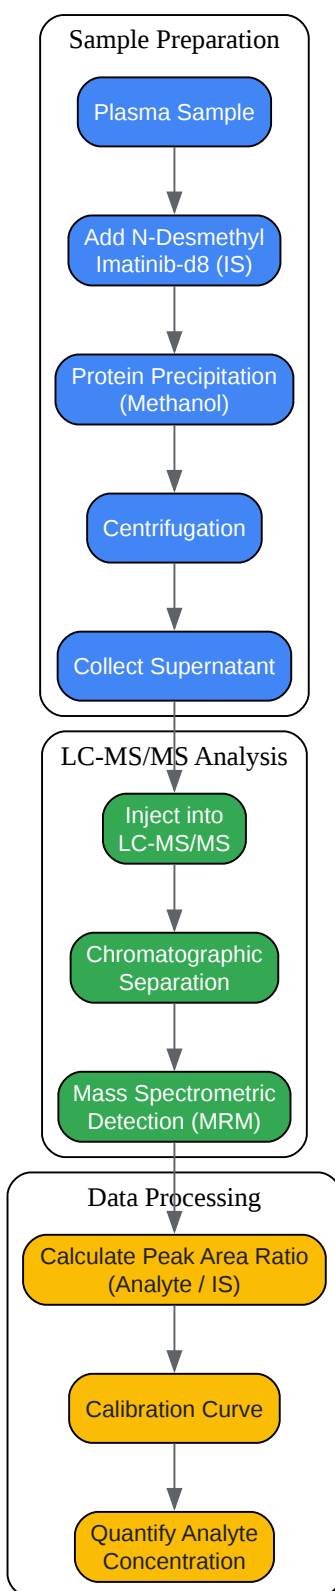 Sample Preparation
Plasma Sample
Add N-Desmethyl
Imatinib-d8 (IS)
Protein Precipitation
(Methanol)
Centrifugation
Collect Supernatant
LC-MS/MS Analysis
Inject into
LC-MS/MS
Chromatographic
Separation
Mass Spectrometric
Detection (MRM)
Data Processing
Calculate Peak Area Ratio
(Analyte / IS)
Calibration Curve
Quantify Analyte
Concentration